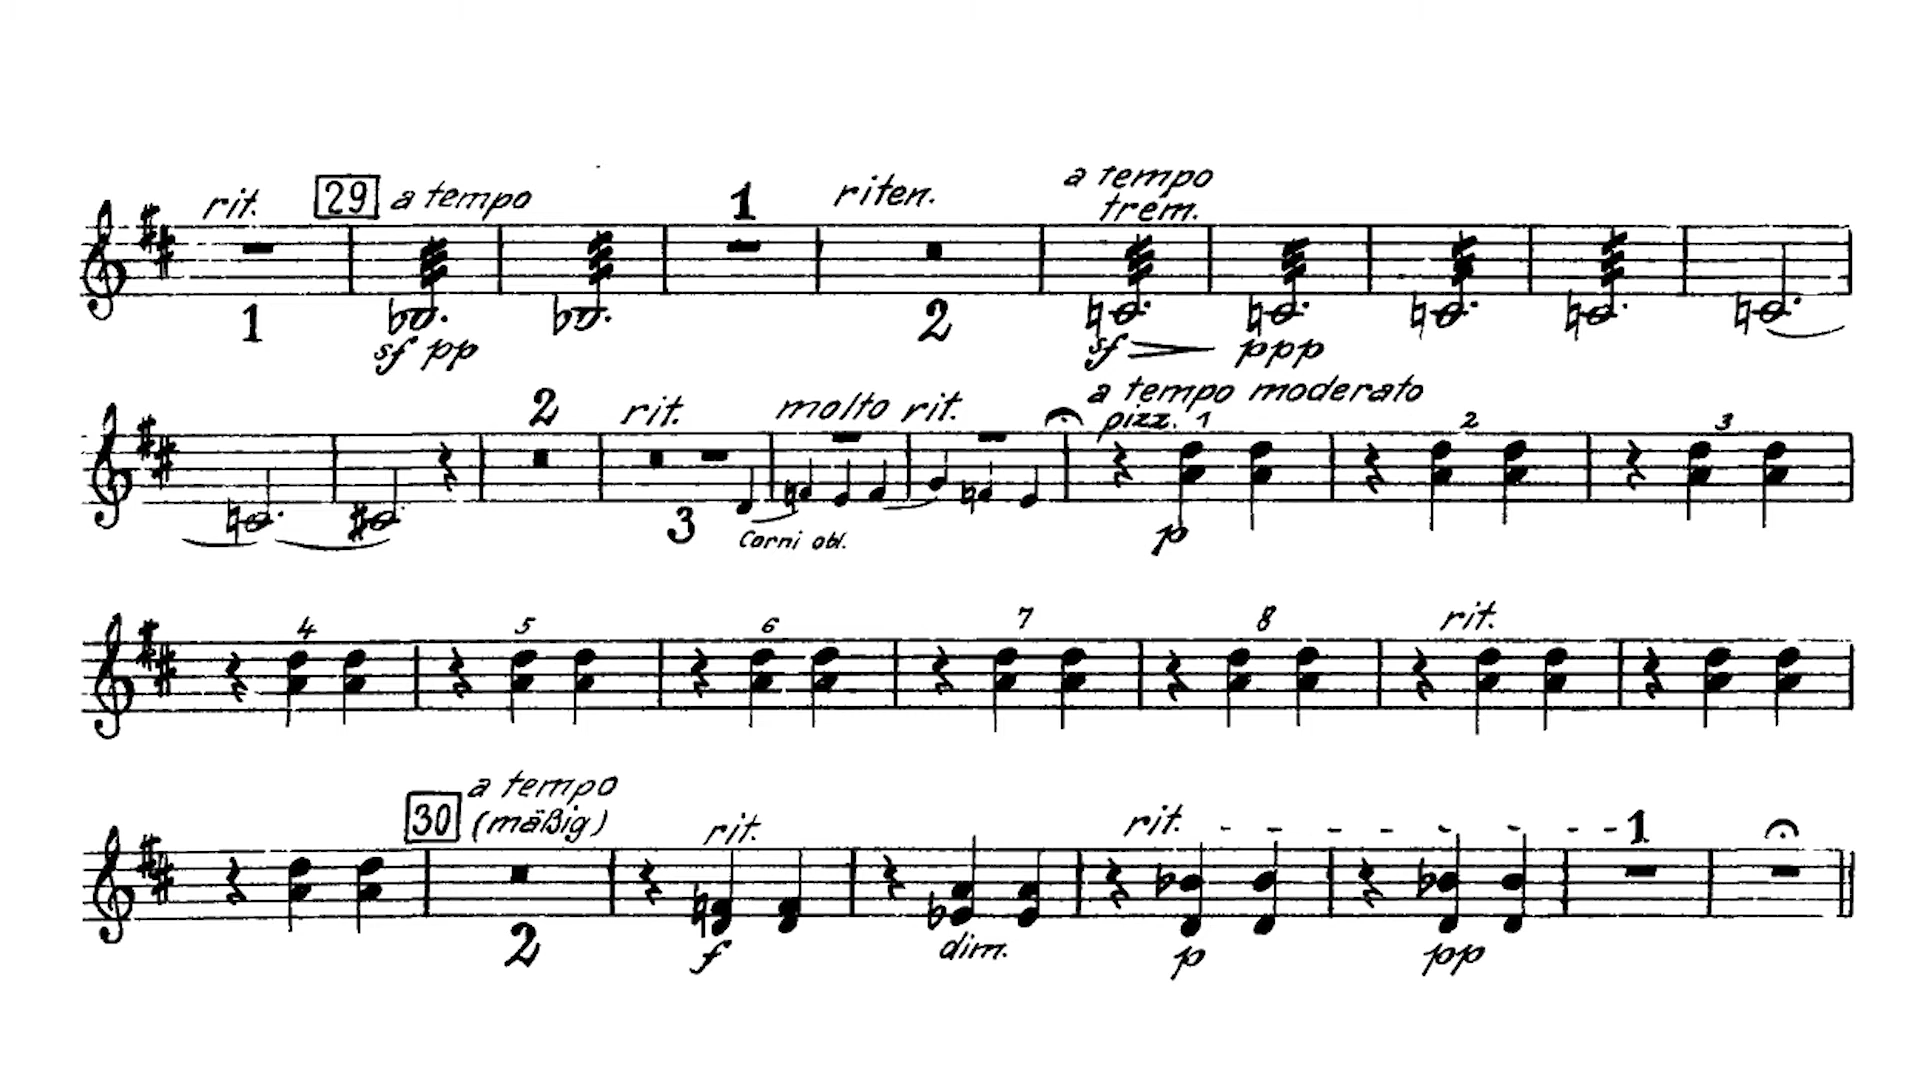 a tempo
rit. 29 a tempo 1 riten. trem.
1 2
sf pp sf ppp
a tempo moderato
2 rit. molto rit. pizz. 1 2 3
3 Corni obl. p
4 5 6 7 8 rit.
a tempo
30 (mäßig) rit. rit. 1
2 f dim. p pp